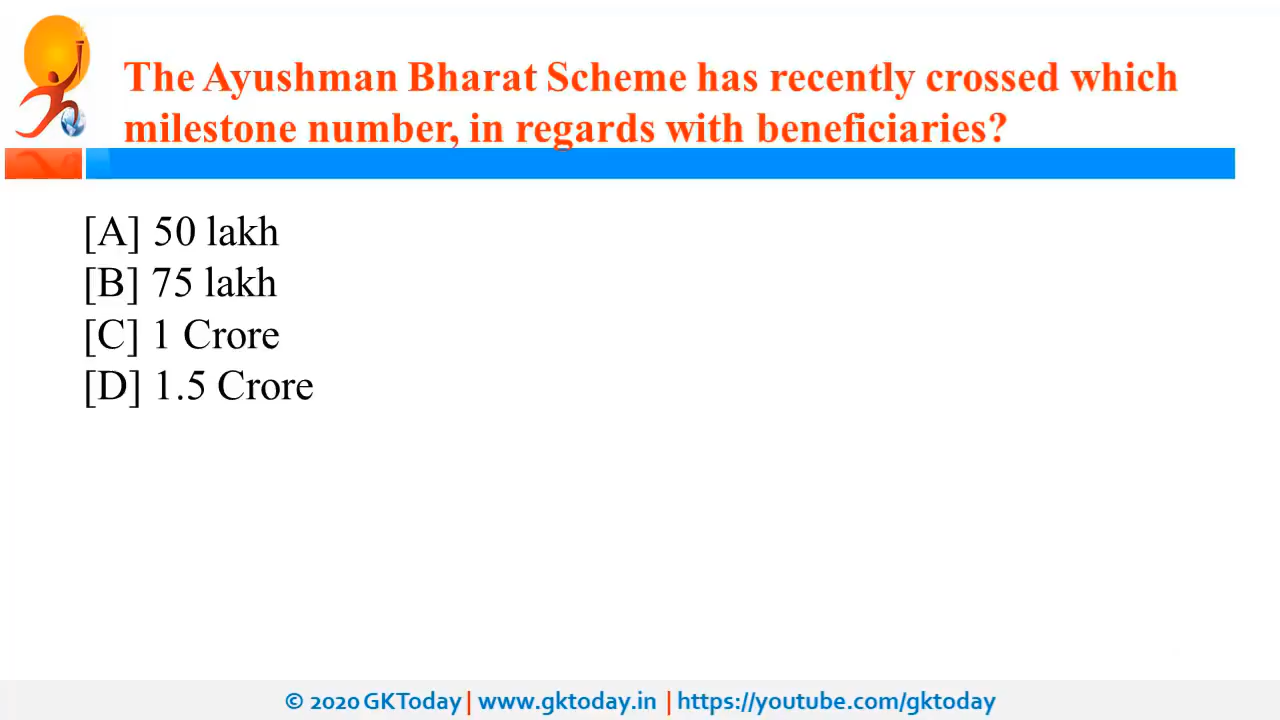 The Ayushman Bharat Scheme has recently crossed which
milestone number, in regards with beneficiaries?
[A] 50 lakh
[B] 75 lakh
[C] 1 Crore
[D] 1.5 Crore
© 2020 GKToday | www.gktoday.in | https://youtube.com/gktoday